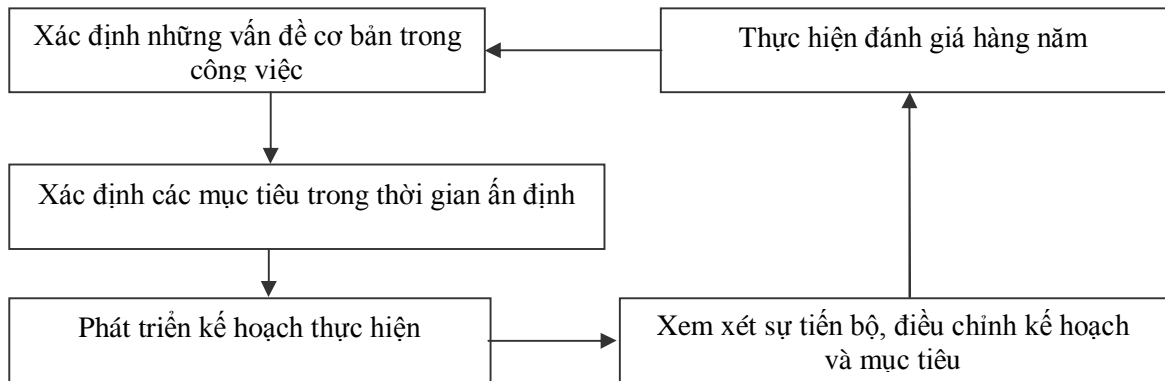 Xác định những vấn đề cơ bản trong
công việc
Thực hiện đánh giá hàng năm
Xác định các mục tiêu trong thời gian ấn định
Phát triển kế hoạch thực hiện
Xem xét sự tiến bộ, điều chỉnh kế hoạch
và mục tiêu